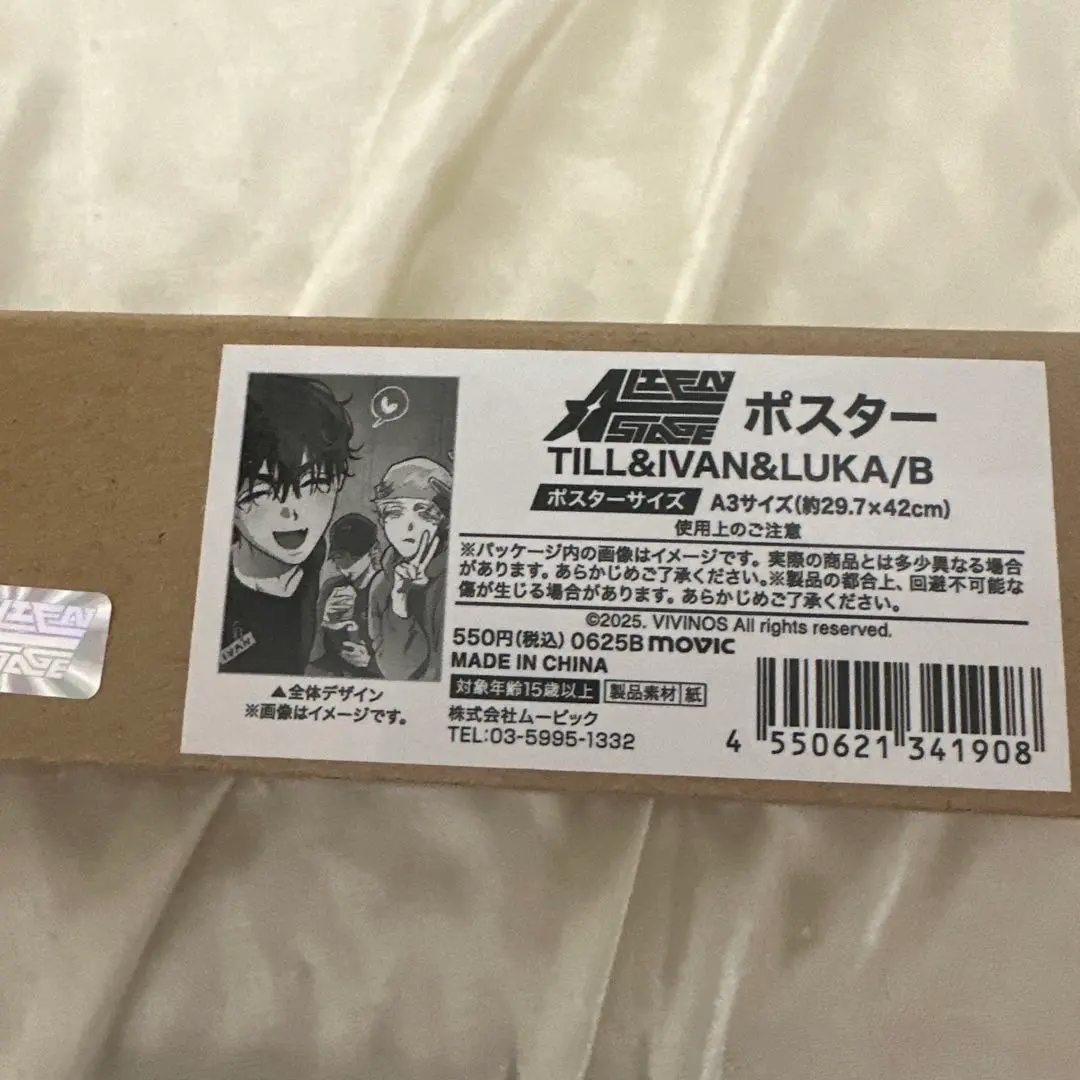 ALIEN STAGE ポスター
TILL&IVAN&LUKA/B
ポスターサイズ A3サイズ(約29.7×42cm)
使用上のご注意
※パッケージ内の画像はイメージです。実際の商品とは多少異なる場合
があります。あらかじめご了承ください。※製品の都合上、回避不可能な
傷が生じる場合があります。あらかじめご了承ください。
©2025. VIVINOS All rights reserved.
550円(税込) 0625B movic
MADE IN CHINA
対象年齢15歳以上 製品素材 紙
株式会社ムービック
TEL:03-5995-1332
4 550621 341908
▲全体デザイン
※画像はイメージです。
ALIEN
STAGE